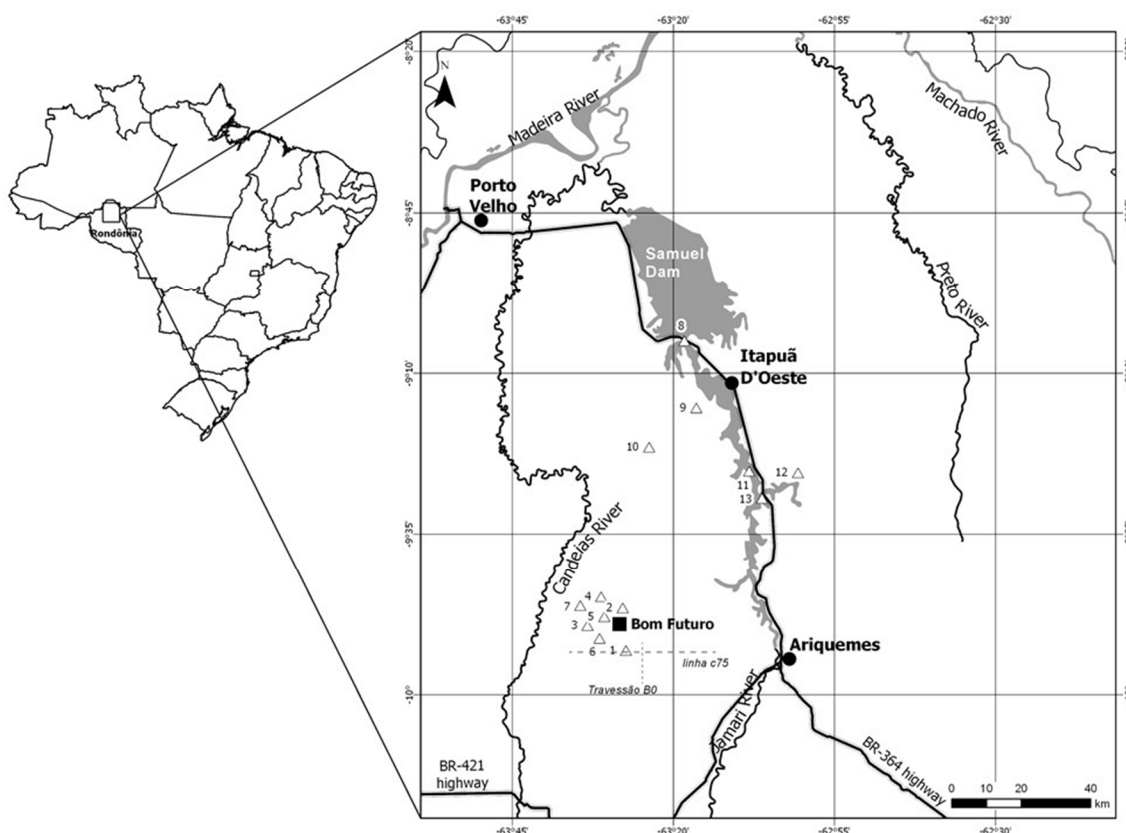 -63°45'
-63°20'
-62°55'
-62°30'
-8°20'
N
Madeira River
Machado River
Porto
Velho
-8°45'
Rondônia
Samuel
Dam
Preto River
8
Itapuã
D'Oeste
-9°10'
9
10
11
12
13
Candeias River
-9°35'
4
7
2
5
3
Bom Futuro
6
1
linha c75
Ariquemes
Travessão B0
-10°
Jamari River
BR-421
highway
BR-364 highway
0 10 20 40
km
-63°45'
-63°20'
-62°55'
-62°30'